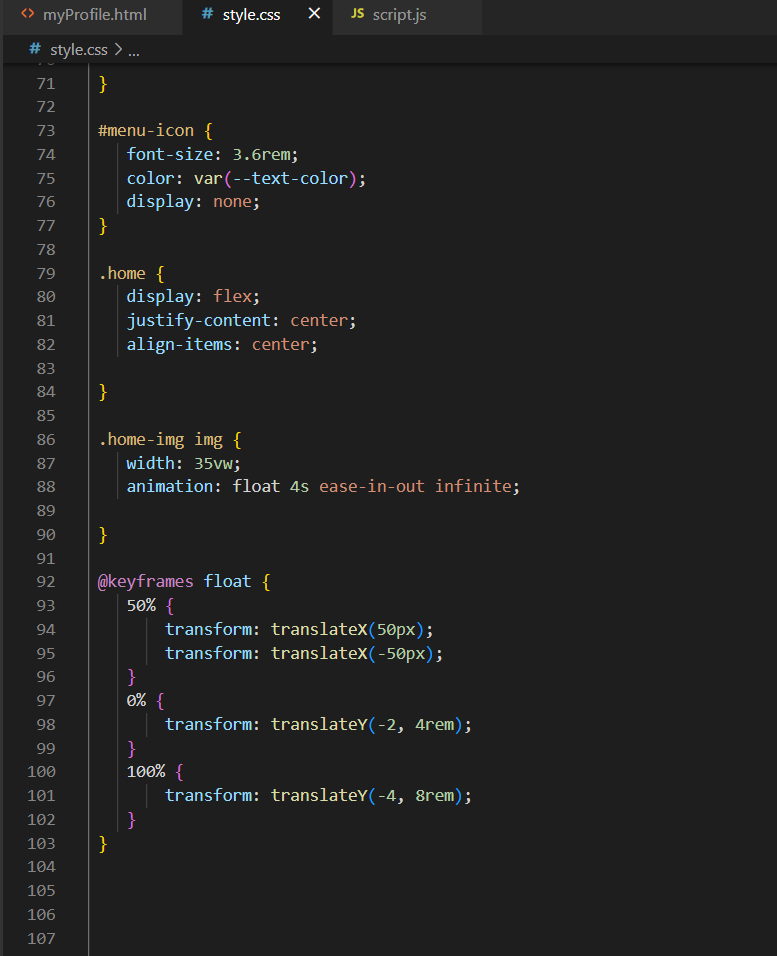 <> myProfile.html # style.css × JS script.js
# style.css > ...
71 }
72
73 #menu-icon {
74 font-size: 3.6rem;
75 color: var(--text-color);
76 display: none;
77 }
78
79 .home {
80 display: flex;
81 justify-content: center;
82 align-items: center;
83
84 }
85
86 .home-img img {
87 width: 35vw;
88 animation: float 4s ease-in-out infinite;
89
90 }
91
92 @keyframes float {
93 50% {
94 transform: translateX(50px);
95 transform: translateX(-50px);
96 }
97 0% {
98 transform: translateY(-2, 4rem);
99 }
100 100% {
101 transform: translateY(-4, 8rem);
102 }
103 }
104
105
106
107